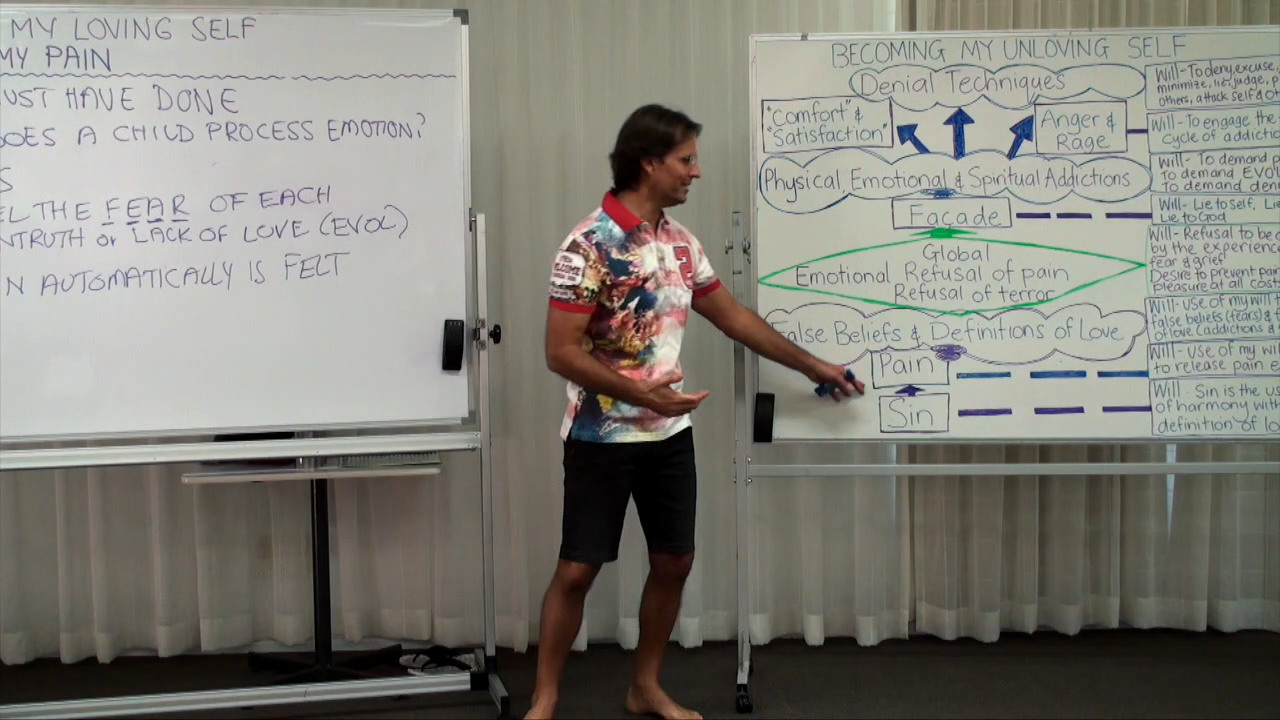 MY LOVING SELF
MY PAIN
UST HAVE DONE
OES A CHILD PROCESS EMOTION?
S
EL THE FEAR OF EACH
NTRUTH or LACK OF LOVE (EVOL)
N AUTOMATICALLY IS FELT
BECOMING MY UNLOVING SELF
Denial Techniques
"Comfort" &
"Satisfaction"
Anger &
Rage
Physical Emotional & Spiritual Addictions
Façade
Global
Emotional Refusal of pain
Refusal of terror
False Beliefs & Definitions of Love
Pain
Sin
Will - To deny, excuse,
minimize, lie, judge, p
others, attack self & ot
Will - To engage the
cycle of addictio
Will - To demand p
To demand EVO
To demand den
Will - Lie to self, Lie
Lie to God
Will - Refusal to be o
by the experienc
fear & grief
Desire to prevent pain
pleasure at all cost
Will - use of my will
false beliefs (fears) &
of love (addictions &
Will - Use of my wil
to release pain e
Will - Sin is the us
of harmony with
definition of lo
2